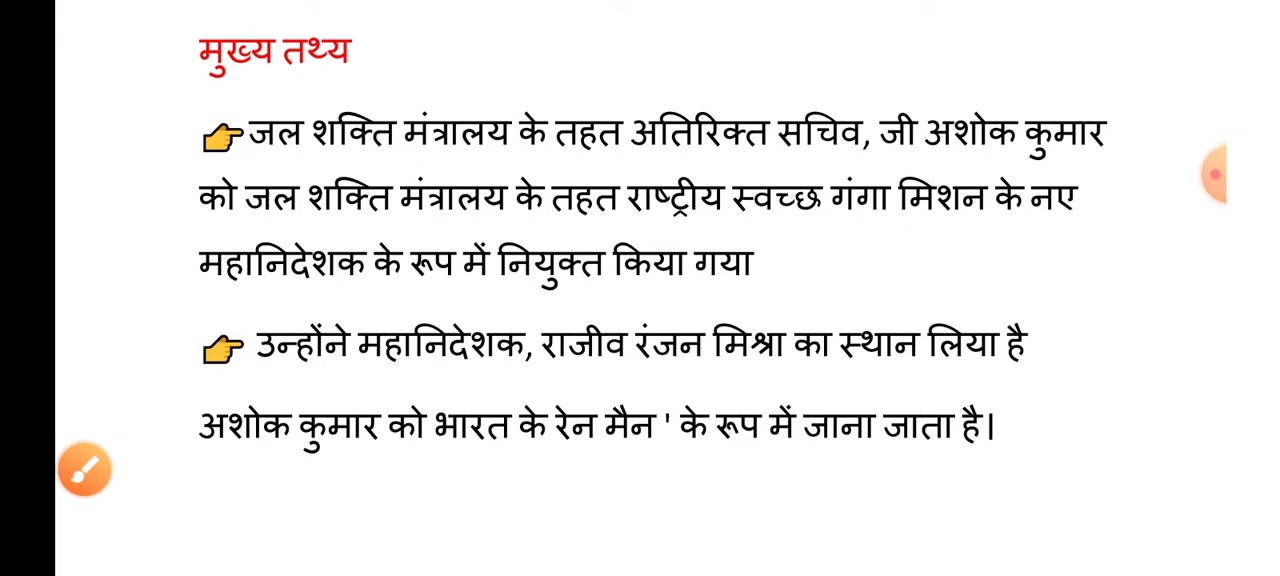 मुख्य तथ्य
👉जल शक्ति मंत्रालय के तहत अतिरिक्त सचिव, जी अशोक कुमार
को जल शक्ति मंत्रालय के तहत राष्ट्रीय स्वच्छ गंगा मिशन के नए
महानिदेशक के रूप में नियुक्त किया गया
👉 उन्होंने महानिदेशक, राजीव रंजन मिश्रा का स्थान लिया है
अशोक कुमार को भारत के रेन मैन ' के रूप में जाना जाता है।